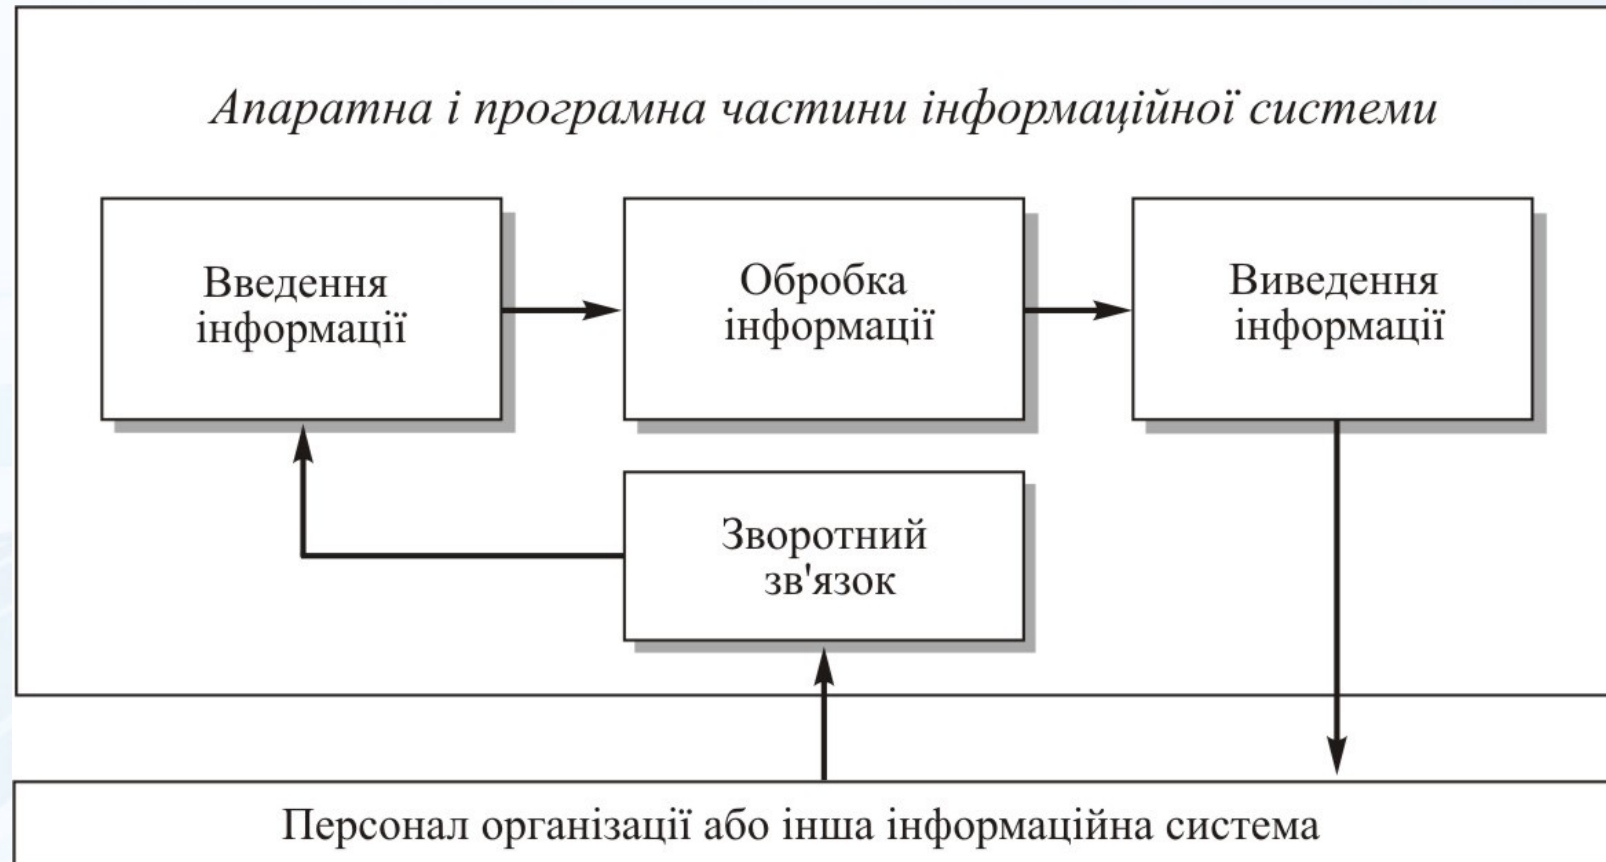 Апаратна і програмна частини інформаційної системи
Введення
інформації
Обробка
інформації
Виведення
інформації
Зворотний
зв'язок
Персонал організації або інша інформаційна система